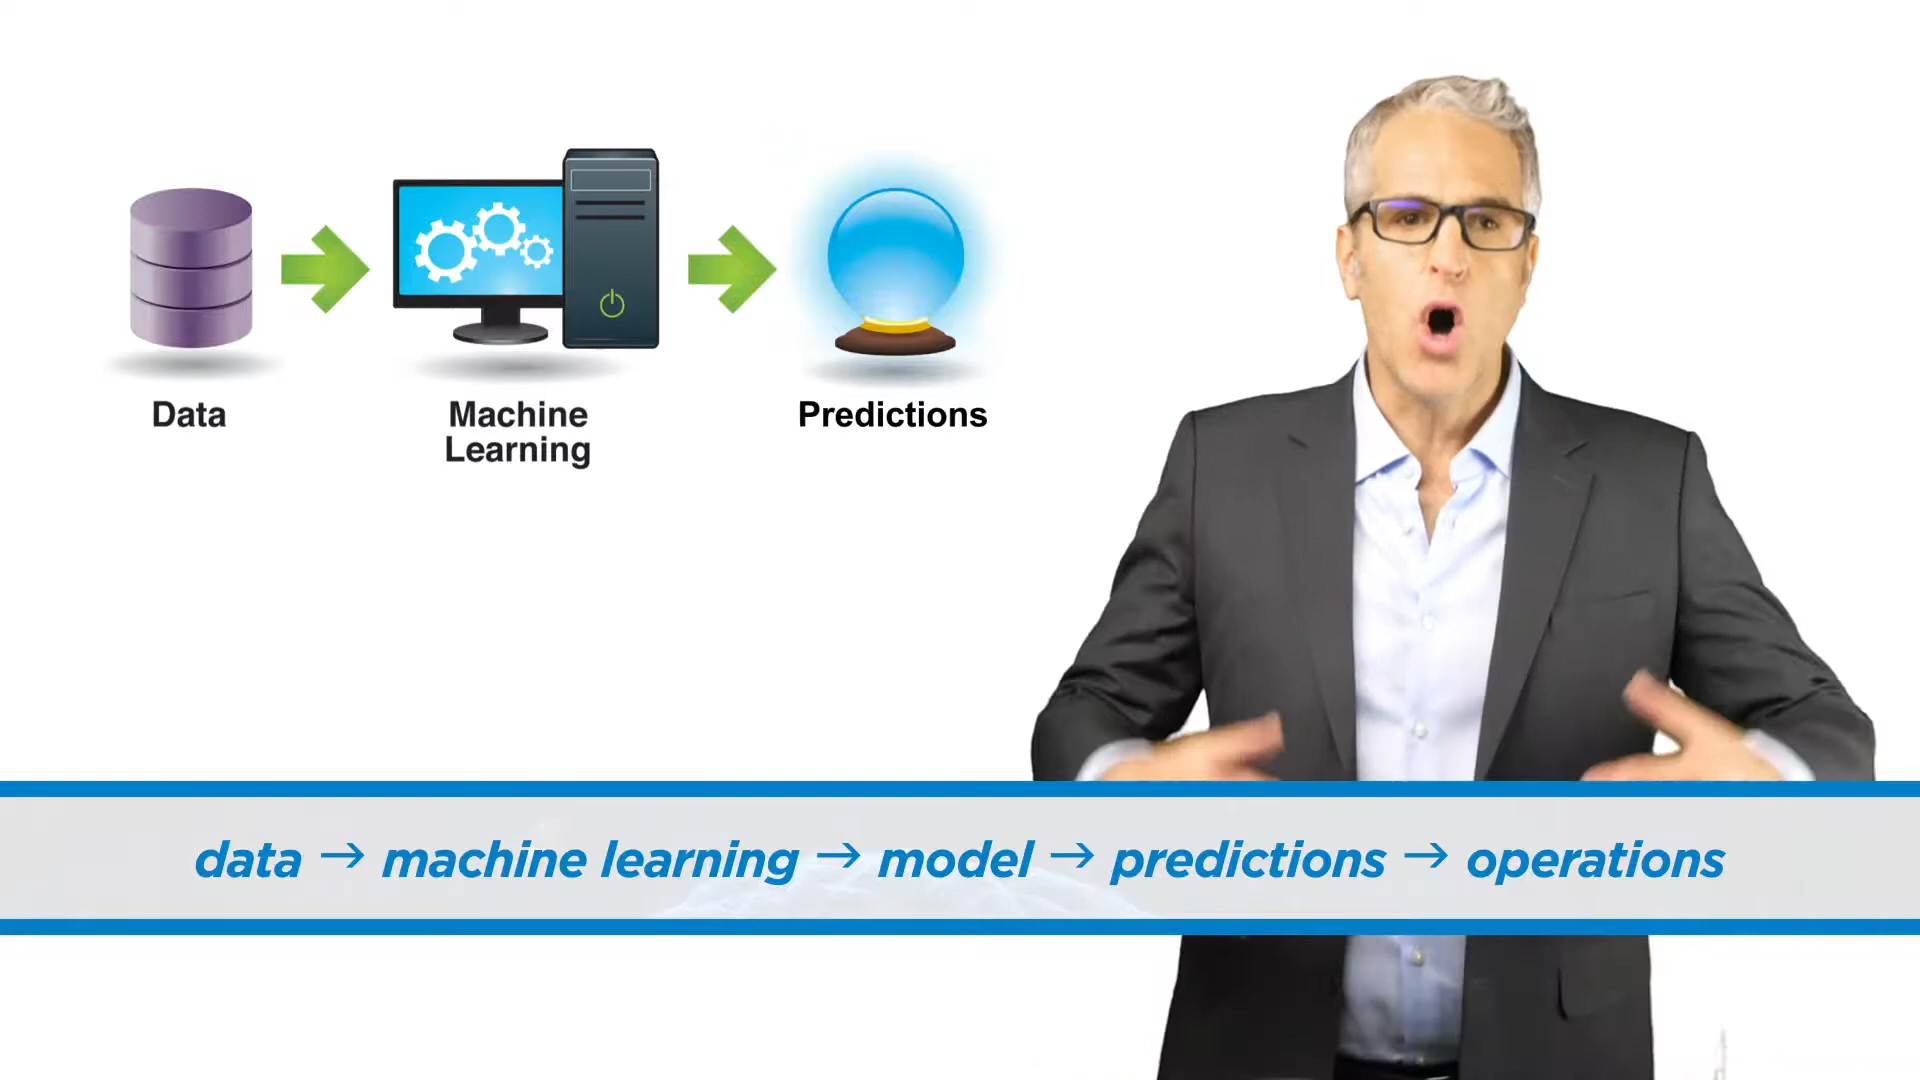 Data
Machine
Learning
Predictions
data → machine learning → model → predictions → operations